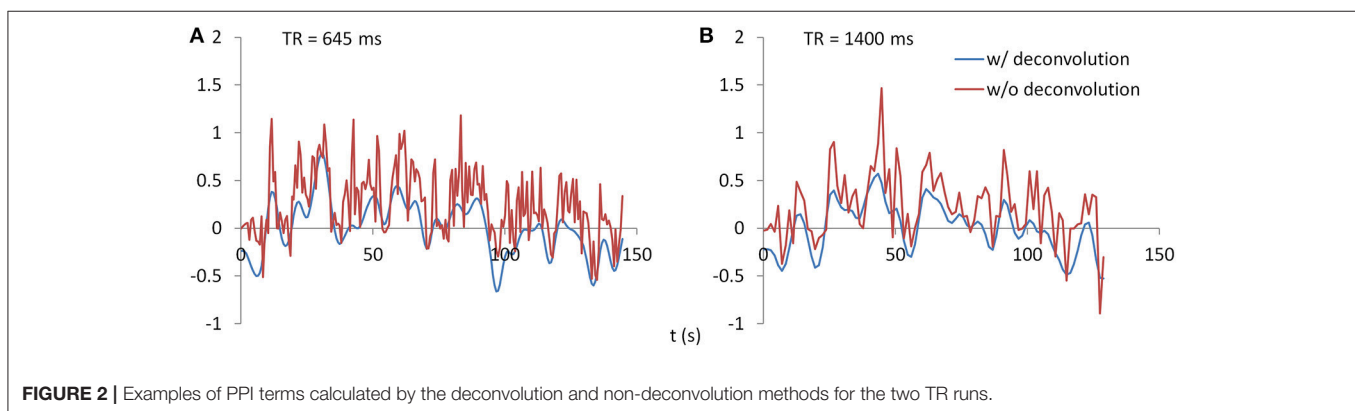 A
TR = 645 ms
2
1.5
1
0.5
0
-0.5
-1
0
50
100
150
B
TR = 1400 ms
2
1.5
1
0.5
0
-0.5
-1
0
50
100
150
w/ deconvolution
w/o deconvolution
t (s)
FIGURE 2 | Examples of PPI terms calculated by the deconvolution and non-deconvolution methods for the two TR runs.